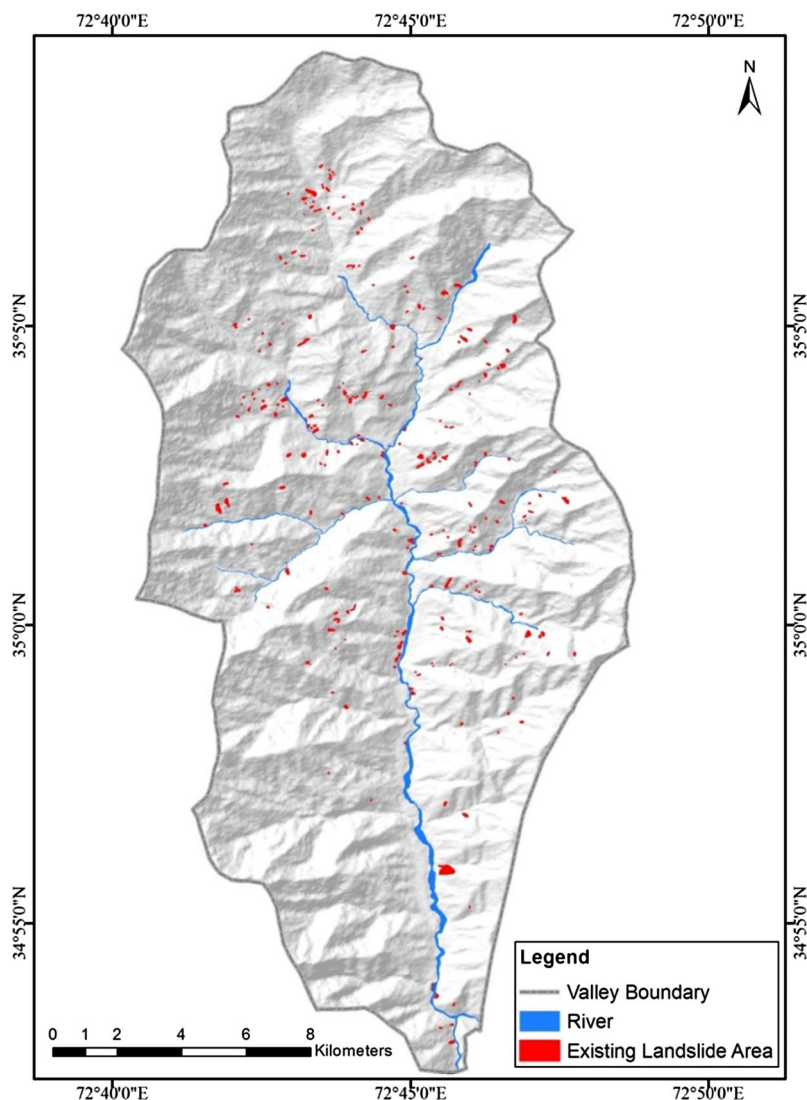 72°40'0"E 72°45'0"E 72°50'0"E
N
35°5'0"N 35°5'0"N
35°0'0"N 35°0'0"N
34°55'0"N 34°55'0"N
Legend
Valley Boundary
River
Existing Landslide Area
0 1 2 4 6 8
Kilometers
72°40'0"E 72°45'0"E 72°50'0"E